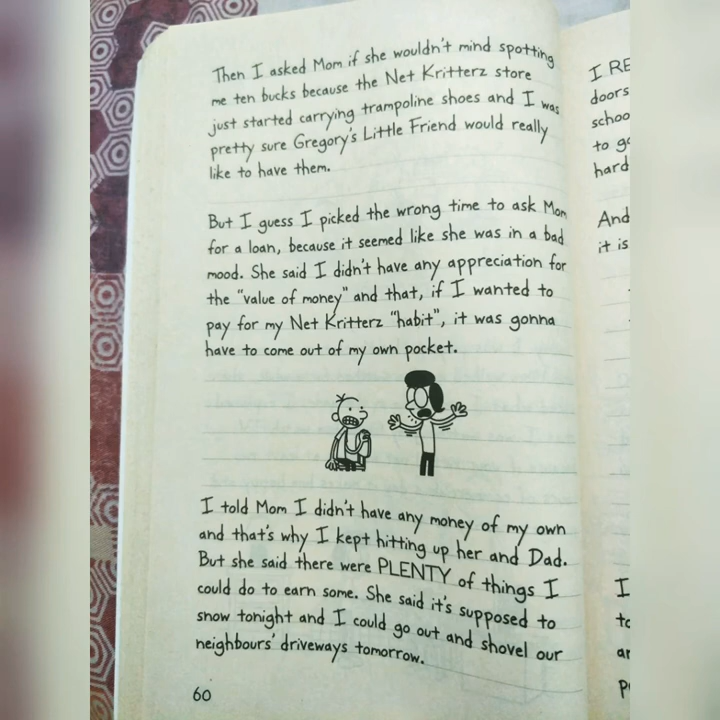 Then I asked Mom if she wouldn't mind spotting
me ten bucks because the Net Kritterz store
just started carrying trampoline shoes and I was
pretty sure Gregory's Little Friend would really
like to have them.
But I guess I picked the wrong time to ask Mom
for a loan, because it seemed like she was in a bad
mood. She said I didn't have any appreciation for
the "value of money" and that, if I wanted to
pay for my Net Kritterz "habit", it was gonna
have to come out of my own pocket.
I told Mom I didn't have any money of my own
and that's why I kept hitting up her and Dad.
But she said there were PLENTY of things I
could do to earn some. She said it's supposed to
snow tonight and I could go out and shovel our
neighbours' driveways tomorrow.
60
I
doors
to
And
it is
I